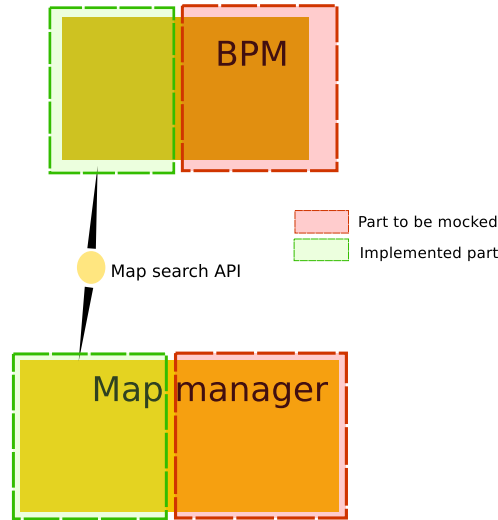 BPM
Part to be mocked
Implemented part
Map search API
Map manager